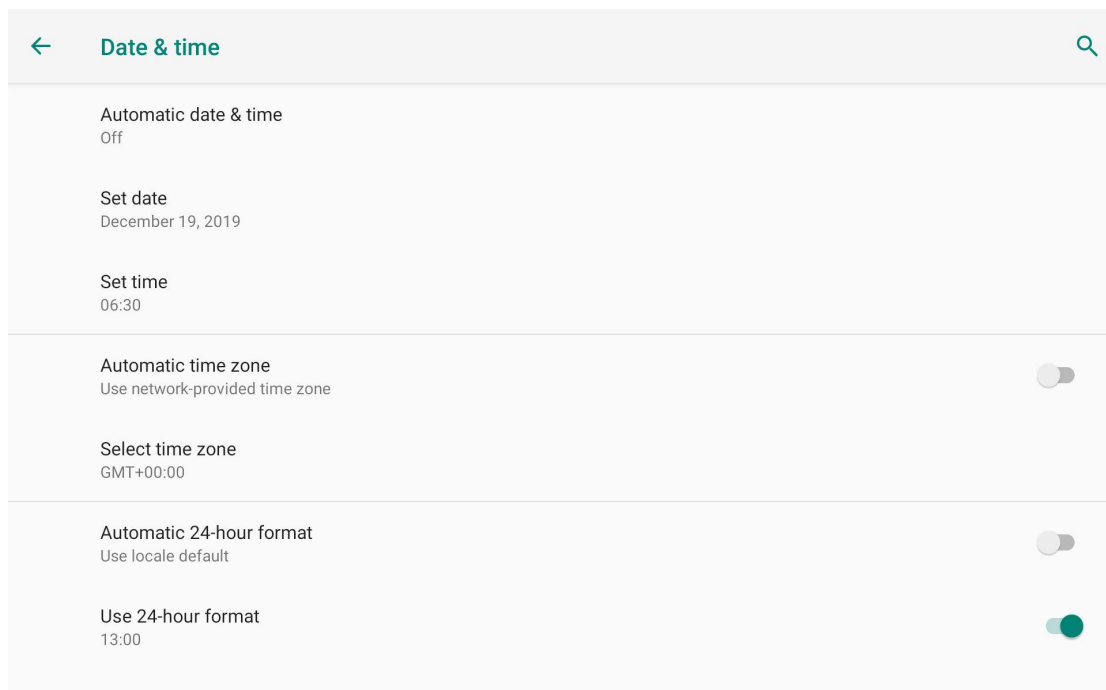 Date & time
Automatic date & time
Off
Set date
December 19, 2019
Set time
06:30
Automatic time zone
Use network-provided time zone
Select time zone
GMT+00:00
Automatic 24-hour format
Use locale default
Use 24-hour format
13:00